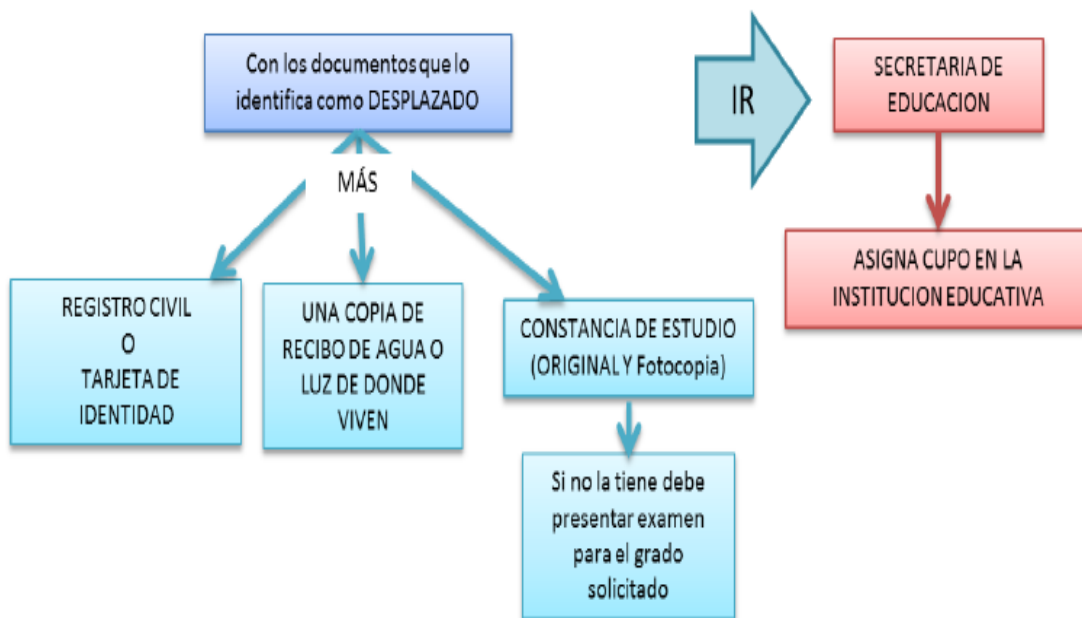 Con los documentos que lo
identifica como DESPLAZADO
MÁS
REGISTRO CIVIL
O
TARJETA DE
IDENTIDAD
UNA COPIA DE
RECIBO DE AGUA O
LUZ DE DONDE
VIVEN
CONSTANCIA DE ESTUDIO
(ORIGINAL Y Fotocopia)
Si no la tiene debe
presentar examen
para el grado
solicitado
IR
SECRETARIA DE
EDUCACION
ASIGNA CUPO EN LA
INSTITUCION EDUCATIVA